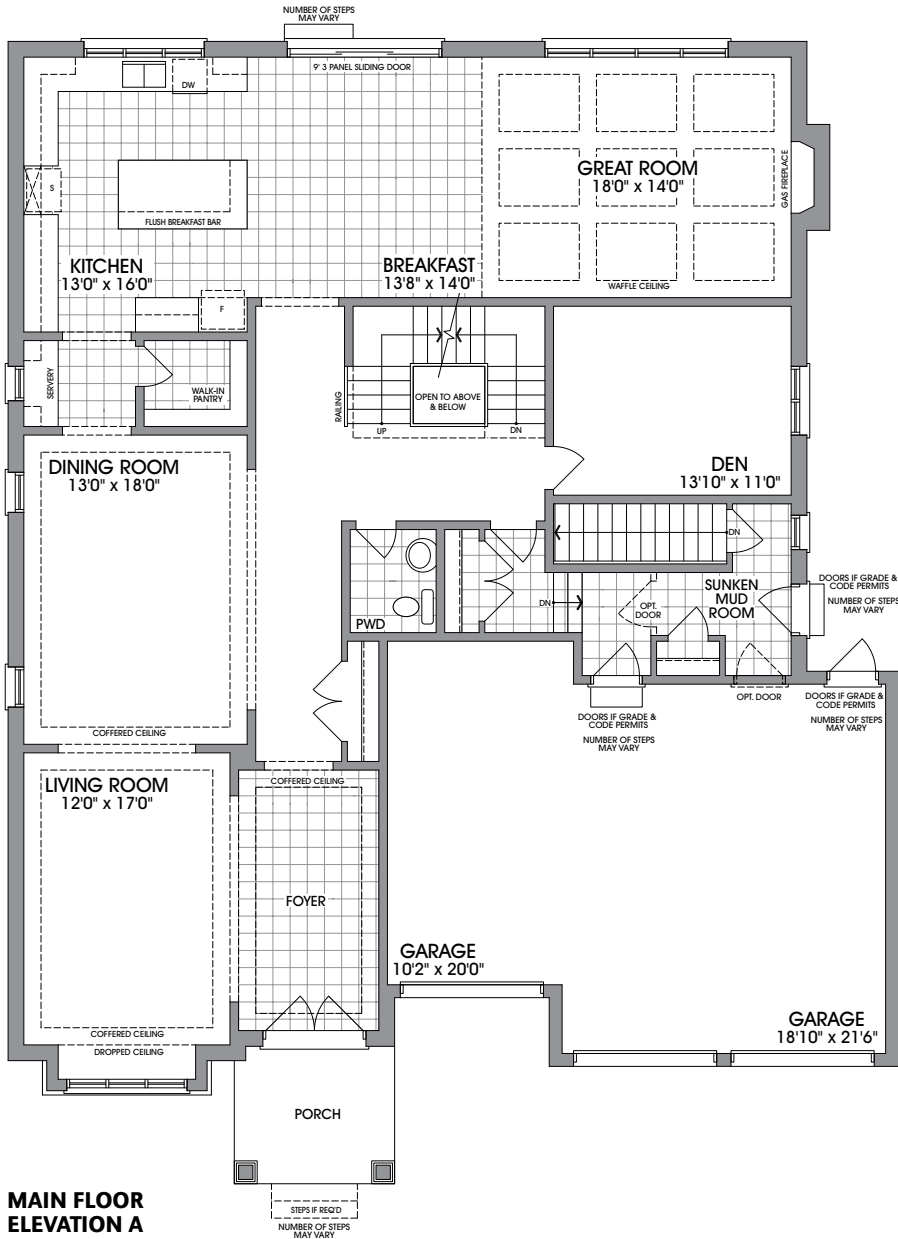 NUMBER OF STEPS
MAY VARY
9' 3 PANEL SLIDING DOOR
DW
GREAT ROOM
18'0" x 14'0"
GAS FIREPLACE
S
FLUSH BREAKFAST BAR
KITCHEN
13'0" x 16'0"
BREAKFAST
13'8" x 14'0"
WAFFLE CEILING
F
SERVERY
WALK-IN
PANTRY
RAILING
OPEN TO ABOVE
& BELOW
UP
DN
DINING ROOM
13'0" x 18'0"
DEN
13'10" x 11'0"
DN
SUNKEN
MUD
ROOM
DOORS IF GRADE &
CODE PERMITS
NUMBER OF STEPS
MAY VARY
DN
OPT.
DOOR
PWD
OPT. DOOR
DOORS IF GRADE &
CODE PERMITS
NUMBER OF STEPS
MAY VARY
DOORS IF GRADE &
CODE PERMITS
NUMBER OF STEPS
MAY VARY
COFFERED CEILING
LIVING ROOM
12'0" x 17'0"
COFFERED CEILING
FOYER
GARAGE
10'2" x 20'0"
GARAGE
18'10" x 21'6"
COFFERED CEILING
DROPPED CEILING
PORCH
STEPS IF REQ'D
NUMBER OF STEPS
MAY VARY
MAIN FLOOR
ELEVATION A